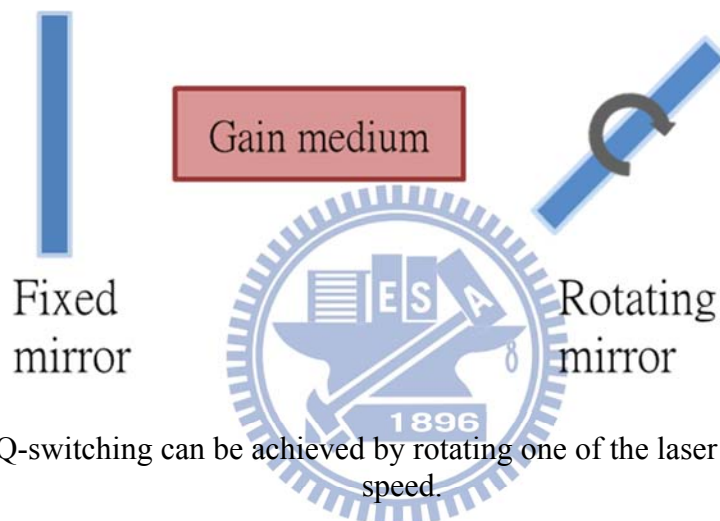 Gain medium
Fixed
mirror
Rotating
mirror
E S A
1896
Q-switching can be achieved by rotating one of the laser
speed.